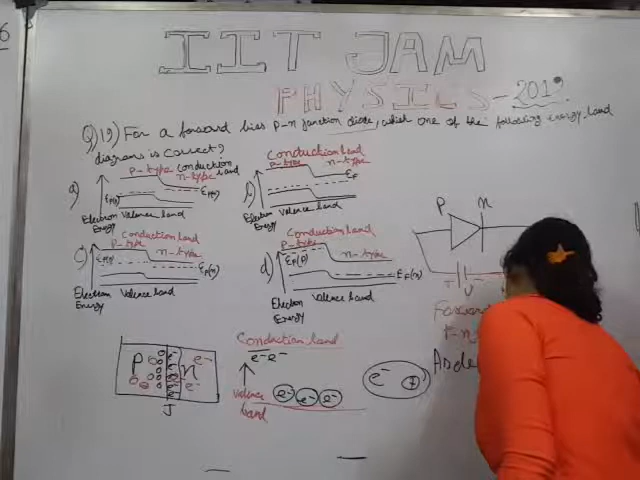 6
IIT JAM
PHYSICS-2019
Q)19) For a forward bias P-n junction diode, which one of the following energy band
diagrams is correct?
a) P-type Conduction band
n-type
EF(P)
EF(n)
Electron Energy
Valence band
b) Conduction band
P-type n-type
EF
Electron Energy
Valence band
c) Conduction band
P-type n-type
EF(P)
EF(n)
Electron Energy
Valence band
d) Conduction band
P-type n-type
EF(P)
EF(n)
Electron Energy
Valence band
P n
V
Forward
P-n
P n
e-
e-
J
Conduction band
e- e-
valence band
e- e- e-
e- +